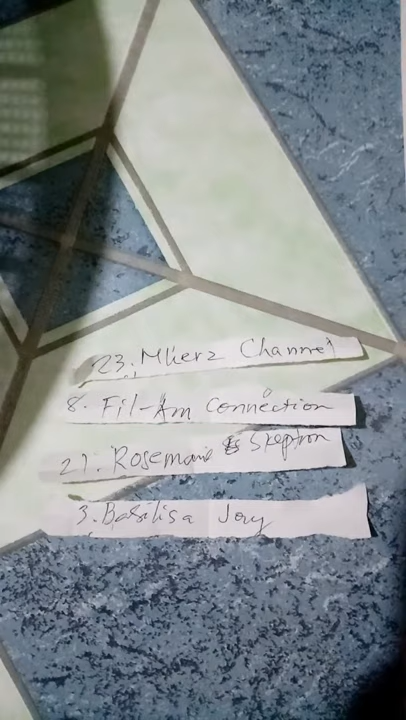 23. Mherz Channel
8. Fil-Am Connection
21. Rosemarie Skeptron
3. Basilisa Joy